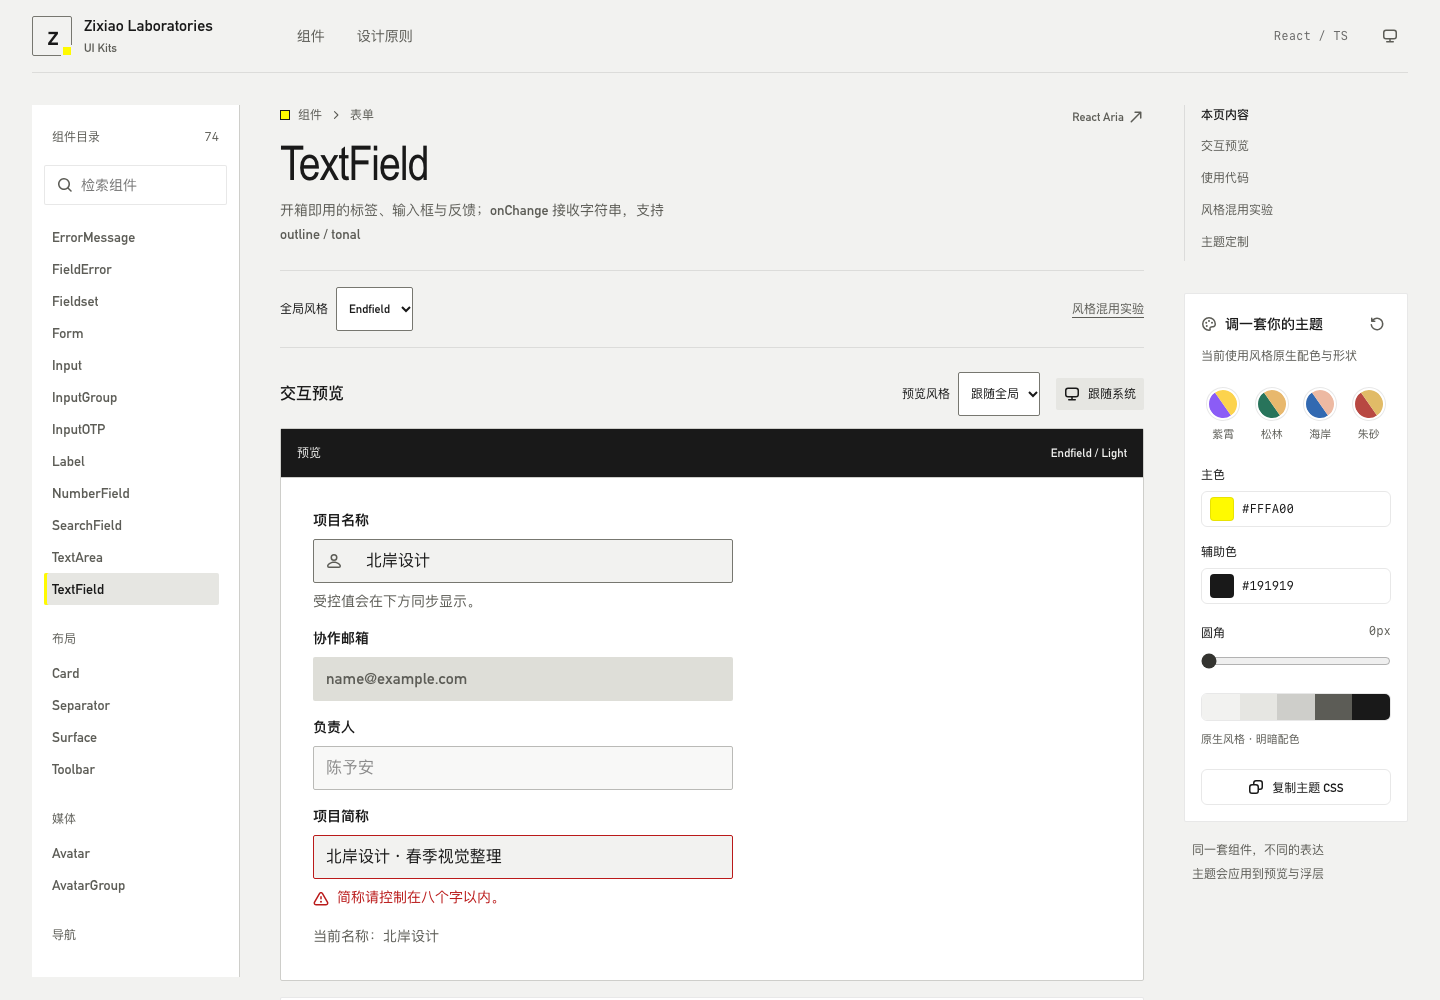 Z
Zixiao Laboratories
UI Kits
组件
设计原则
React / TS
组件目录
74
检索组件
ErrorMessage
FieldError
Fieldset
Form
Input
InputGroup
InputOTP
Label
NumberField
SearchField
TextArea
TextField
布局
Card
Separator
Surface
Toolbar
媒体
Avatar
AvatarGroup
导航
组件
表单
React Aria
TextField
开箱即用的标签、输入框与反馈；onChange 接收字符串，支持
outline / tonal
全局风格
Endfield
风格混用实验
交互预览
预览风格
跟随全局
跟随系统
预览
Endfield / Light
项目名称
北岸设计
受控值会在下方同步显示。
协作邮箱
name@example.com
负责人
陈予安
项目简称
北岸设计 · 春季视觉整理
简称请控制在八个字以内。
当前名称：北岸设计
本页内容
交互预览
使用代码
风格混用实验
主题定制
调一套你的主题
当前使用风格原生配色与形状
紫霄
松林
海岸
朱砂
主色
#FFFA00
辅助色
#191919
圆角
0px
原生风格 · 明暗配色
复制主题 CSS
同一套组件，不同的表达
主题会应用到预览与浮层